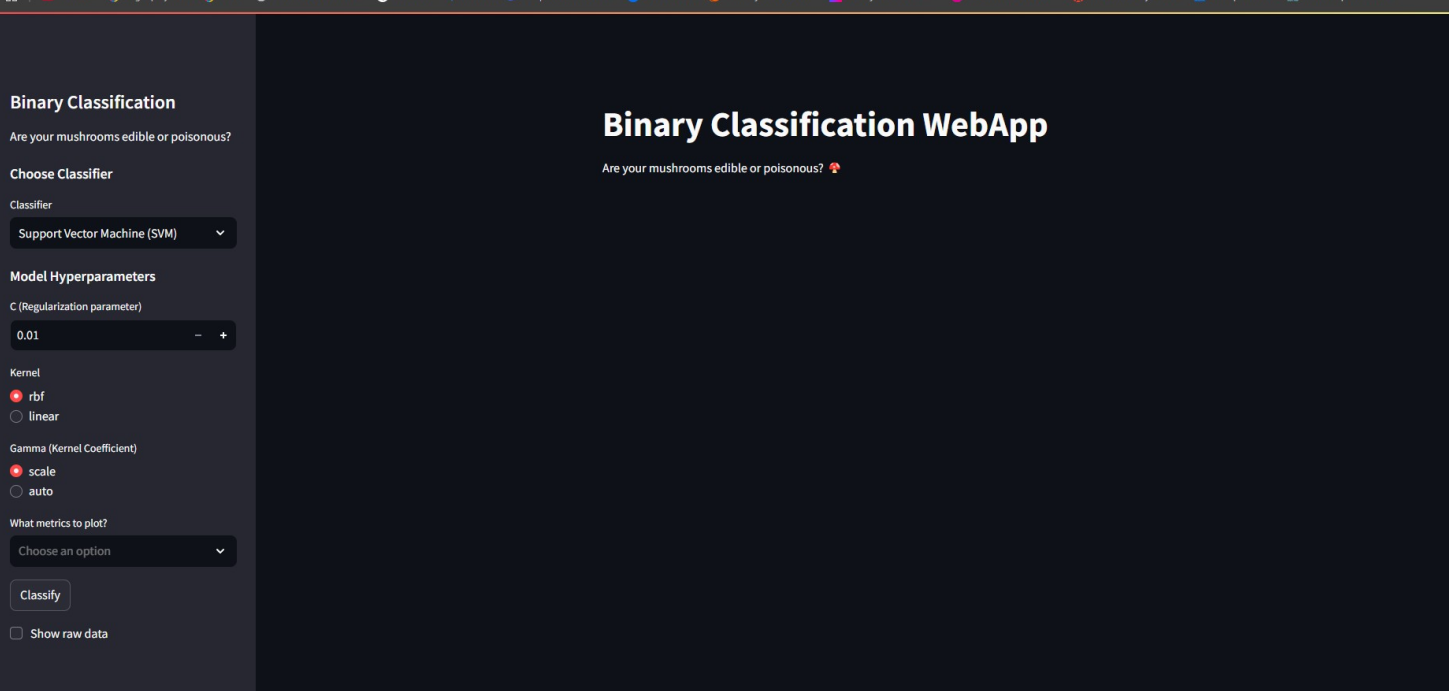 Binary Classification
Are your mushrooms edible or poisonous?
Choose Classifier
Classifier
Support Vector Machine (SVM)
Model Hyperparameters
C (Regularization parameter)
0.01 − +
Kernel
rbf
linear
Gamma (Kernel Coefficient)
scale
auto
What metrics to plot?
Choose an option
Classify
Show raw data
Binary Classification WebApp
Are your mushrooms edible or poisonous? 🍄